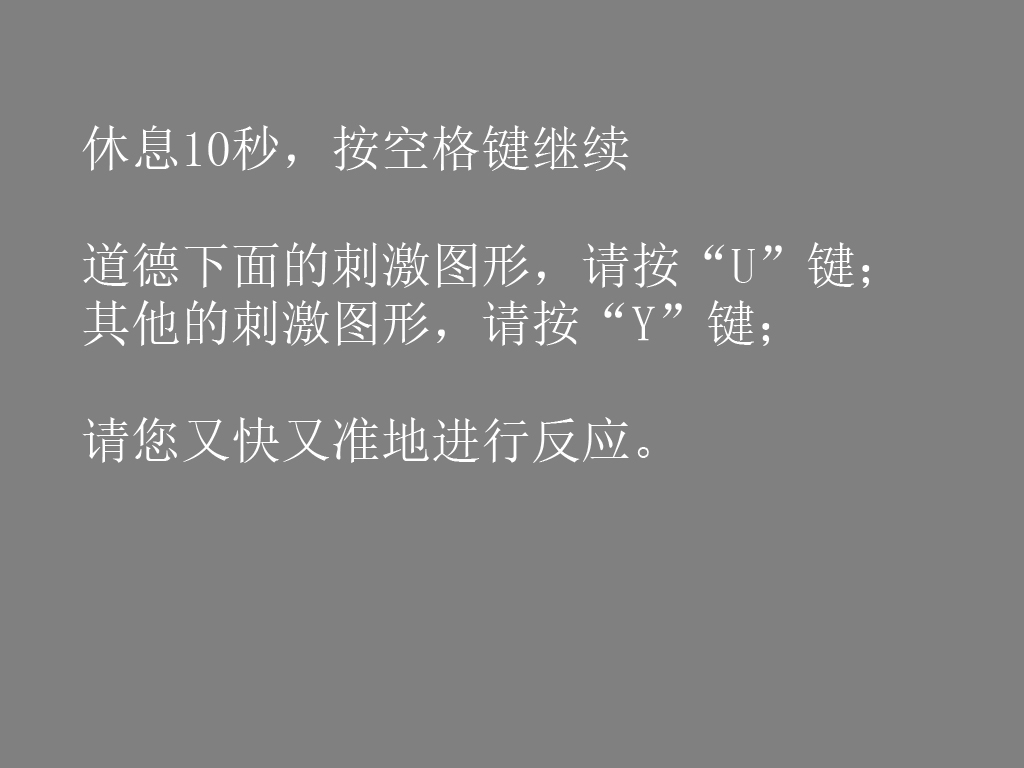 休息10秒，按空格键继续
道德下面的刺激图形，请按“U”键；
其他的刺激图形，请按“Y”键；
请您又快又准地进行反应。